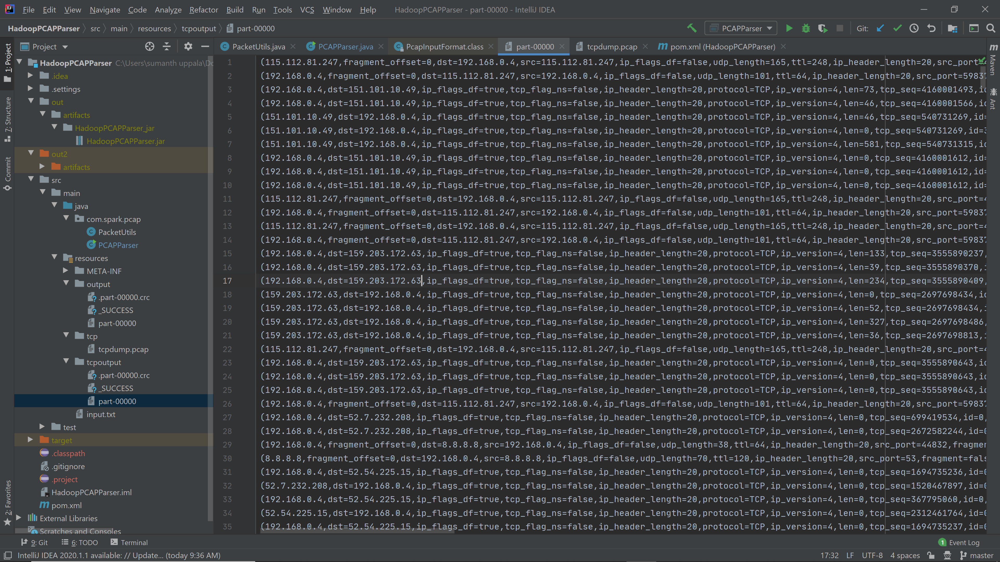 File Edit View Navigate Code Analyze Refactor Build Run Tools VCS Window Help HadoopPCAPParser - part-00000 - IntelliJ IDEA
HadoopPCAPParser src main resources tcpoutput part-00000 PCAPParser Git:
Project PacketUtils.java PCAPParser.java PcapInputFormat.class part-00000 tcpdump.pcap pom.xml (HadoopPCAPParser)
1: Project
7: Structure
Commit
2: Favorites
HadoopPCAPParser C:\Users\sumanth uppala\Do
.idea
.settings
out
artifacts
HadoopPCAPParser_jar
HadoopPCAPParser.jar
out2
artifacts
src
main
java
com.spark.pcap
PacketUtils
PCAPParser
resources
META-INF
output
.part-00000.crc
_SUCCESS
part-00000
tcp
tcpdump.pcap
tcpoutput
.part-00000.crc
_SUCCESS
part-00000
input.txt
test
target
.classpath
.gitignore
.project
HadoopPCAPParser.iml
pom.xml
External Libraries
Scratches and Consoles
1 (115.112.81.247,fragment_offset=0,dst=192.168.0.4,src=115.112.81.247,ip_flags_df=false,udp_length=165,ttl=248,ip_header_length=20,src_port=4
2 (192.168.0.4,fragment_offset=0,dst=115.112.81.247,src=192.168.0.4,ip_flags_df=false,udp_length=101,ttl=64,ip_header_length=20,src_port=59837
3 (192.168.0.4,dst=151.101.10.49,ip_flags_df=true,tcp_flag_ns=false,ip_header_length=20,protocol=TCP,ip_version=4,len=73,tcp_seq=4160001493,id
4 (192.168.0.4,dst=151.101.10.49,ip_flags_df=true,tcp_flag_ns=false,ip_header_length=20,protocol=TCP,ip_version=4,len=46,tcp_seq=4160001566,id
5 (151.101.10.49,dst=192.168.0.4,ip_flags_df=true,tcp_flag_ns=false,ip_header_length=20,protocol=TCP,ip_version=4,len=46,tcp_seq=540731269,id=
6 (151.101.10.49,dst=192.168.0.4,ip_flags_df=true,tcp_flag_ns=false,ip_header_length=20,protocol=TCP,ip_version=4,len=0,tcp_seq=540731269,id=3
7 (151.101.10.49,dst=192.168.0.4,ip_flags_df=true,tcp_flag_ns=false,ip_header_length=20,protocol=TCP,ip_version=4,len=581,tcp_seq=540731315,id
8 (192.168.0.4,dst=151.101.10.49,ip_flags_df=true,tcp_flag_ns=false,ip_header_length=20,protocol=TCP,ip_version=4,len=0,tcp_seq=4160001612,id=
9 (192.168.0.4,dst=151.101.10.49,ip_flags_df=true,tcp_flag_ns=false,ip_header_length=20,protocol=TCP,ip_version=4,len=0,tcp_seq=4160001612,id=
10 (192.168.0.4,dst=151.101.10.49,ip_flags_df=true,tcp_flag_ns=false,ip_header_length=20,protocol=TCP,ip_version=4,len=0,tcp_seq=4160001612,id=
11 (115.112.81.247,fragment_offset=0,dst=192.168.0.4,src=115.112.81.247,ip_flags_df=false,udp_length=165,ttl=248,ip_header_length=20,src_port=4
12 (192.168.0.4,fragment_offset=0,dst=115.112.81.247,src=192.168.0.4,ip_flags_df=false,udp_length=101,ttl=64,ip_header_length=20,src_port=59837
13 (115.112.81.247,fragment_offset=0,dst=192.168.0.4,src=115.112.81.247,ip_flags_df=false,udp_length=165,ttl=248,ip_header_length=20,src_port=4
14 (192.168.0.4,fragment_offset=0,dst=115.112.81.247,src=192.168.0.4,ip_flags_df=false,udp_length=101,ttl=64,ip_header_length=20,src_port=59837
15 (192.168.0.4,dst=159.203.172.63,ip_flags_df=true,tcp_flag_ns=false,ip_header_length=20,protocol=TCP,ip_version=4,len=133,tcp_seq=3555890237,
16 (192.168.0.4,dst=159.203.172.63,ip_flags_df=true,tcp_flag_ns=false,ip_header_length=20,protocol=TCP,ip_version=4,len=39,tcp_seq=3555890370,i
17 (192.168.0.4,dst=159.203.172.63,ip_flags_df=true,tcp_flag_ns=false,ip_header_length=20,protocol=TCP,ip_version=4,len=234,tcp_seq=3555890409,
18 (159.203.172.63,dst=192.168.0.4,ip_flags_df=true,tcp_flag_ns=false,ip_header_length=20,protocol=TCP,ip_version=4,len=0,tcp_seq=2697698434,id
19 (159.203.172.63,dst=192.168.0.4,ip_flags_df=true,tcp_flag_ns=false,ip_header_length=20,protocol=TCP,ip_version=4,len=52,tcp_seq=2697698434,i
20 (159.203.172.63,dst=192.168.0.4,ip_flags_df=true,tcp_flag_ns=false,ip_header_length=20,protocol=TCP,ip_version=4,len=327,tcp_seq=2697698486,
21 (159.203.172.63,dst=192.168.0.4,ip_flags_df=true,tcp_flag_ns=false,ip_header_length=20,protocol=TCP,ip_version=4,len=36,tcp_seq=2697698813,i
22 (115.112.81.247,fragment_offset=0,dst=192.168.0.4,src=115.112.81.247,ip_flags_df=false,udp_length=165,ttl=248,ip_header_length=20,src_port=4
23 (192.168.0.4,dst=159.203.172.63,ip_flags_df=true,tcp_flag_ns=false,ip_header_length=20,protocol=TCP,ip_version=4,len=0,tcp_seq=3555890643,id
24 (192.168.0.4,dst=159.203.172.63,ip_flags_df=true,tcp_flag_ns=false,ip_header_length=20,protocol=TCP,ip_version=4,len=0,tcp_seq=3555890643,id
25 (192.168.0.4,dst=159.203.172.63,ip_flags_df=true,tcp_flag_ns=false,ip_header_length=20,protocol=TCP,ip_version=4,len=0,tcp_seq=3555890643,id
26 (192.168.0.4,fragment_offset=0,dst=115.112.81.247,src=192.168.0.4,ip_flags_df=false,udp_length=101,ttl=64,ip_header_length=20,src_port=59837
27 (192.168.0.4,dst=52.7.232.208,ip_flags_df=true,tcp_flag_ns=false,ip_header_length=20,protocol=TCP,ip_version=4,len=0,tcp_seq=699419534,id=0,
28 (192.168.0.4,dst=52.7.232.208,ip_flags_df=true,tcp_flag_ns=false,ip_header_length=20,protocol=TCP,ip_version=4,len=0,tcp_seq=2672582244,id=0
29 (192.168.0.4,fragment_offset=0,dst=8.8.8.8,src=192.168.0.4,ip_flags_df=false,udp_length=38,ttl=64,ip_header_length=20,src_port=44832,fragmen
30 (8.8.8.8,fragment_offset=0,dst=192.168.0.4,src=8.8.8.8,ip_flags_df=false,udp_length=70,ttl=120,ip_header_length=20,src_port=53,fragment=fals
31 (192.168.0.4,dst=52.54.225.15,ip_flags_df=true,tcp_flag_ns=false,ip_header_length=20,protocol=TCP,ip_version=4,len=0,tcp_seq=1694735236,id=0
32 (52.7.232.208,dst=192.168.0.4,ip_flags_df=true,tcp_flag_ns=false,ip_header_length=20,protocol=TCP,ip_version=4,len=0,tcp_seq=1520467897,id=0
33 (192.168.0.4,dst=52.54.225.15,ip_flags_df=true,tcp_flag_ns=false,ip_header_length=20,protocol=TCP,ip_version=4,len=0,tcp_seq=367795060,id=0,
34 (52.54.225.15,dst=192.168.0.4,ip_flags_df=true,tcp_flag_ns=false,ip_header_length=20,protocol=TCP,ip_version=4,len=0,tcp_seq=2312461764,id=0
35 (192.168.0.4,dst=52.54.225.15,ip_flags_df=true,tcp_flag_ns=false,ip_header_length=20,protocol=TCP,ip_version=4,len=0,tcp_seq=1694735237,id=0
Maven
Ant
9: Git 6: TODO Terminal 1 Event Log
IntelliJ IDEA 2020.1.1 available: // Update... (today 9:36 AM) 17:32 LF UTF-8 4 spaces master